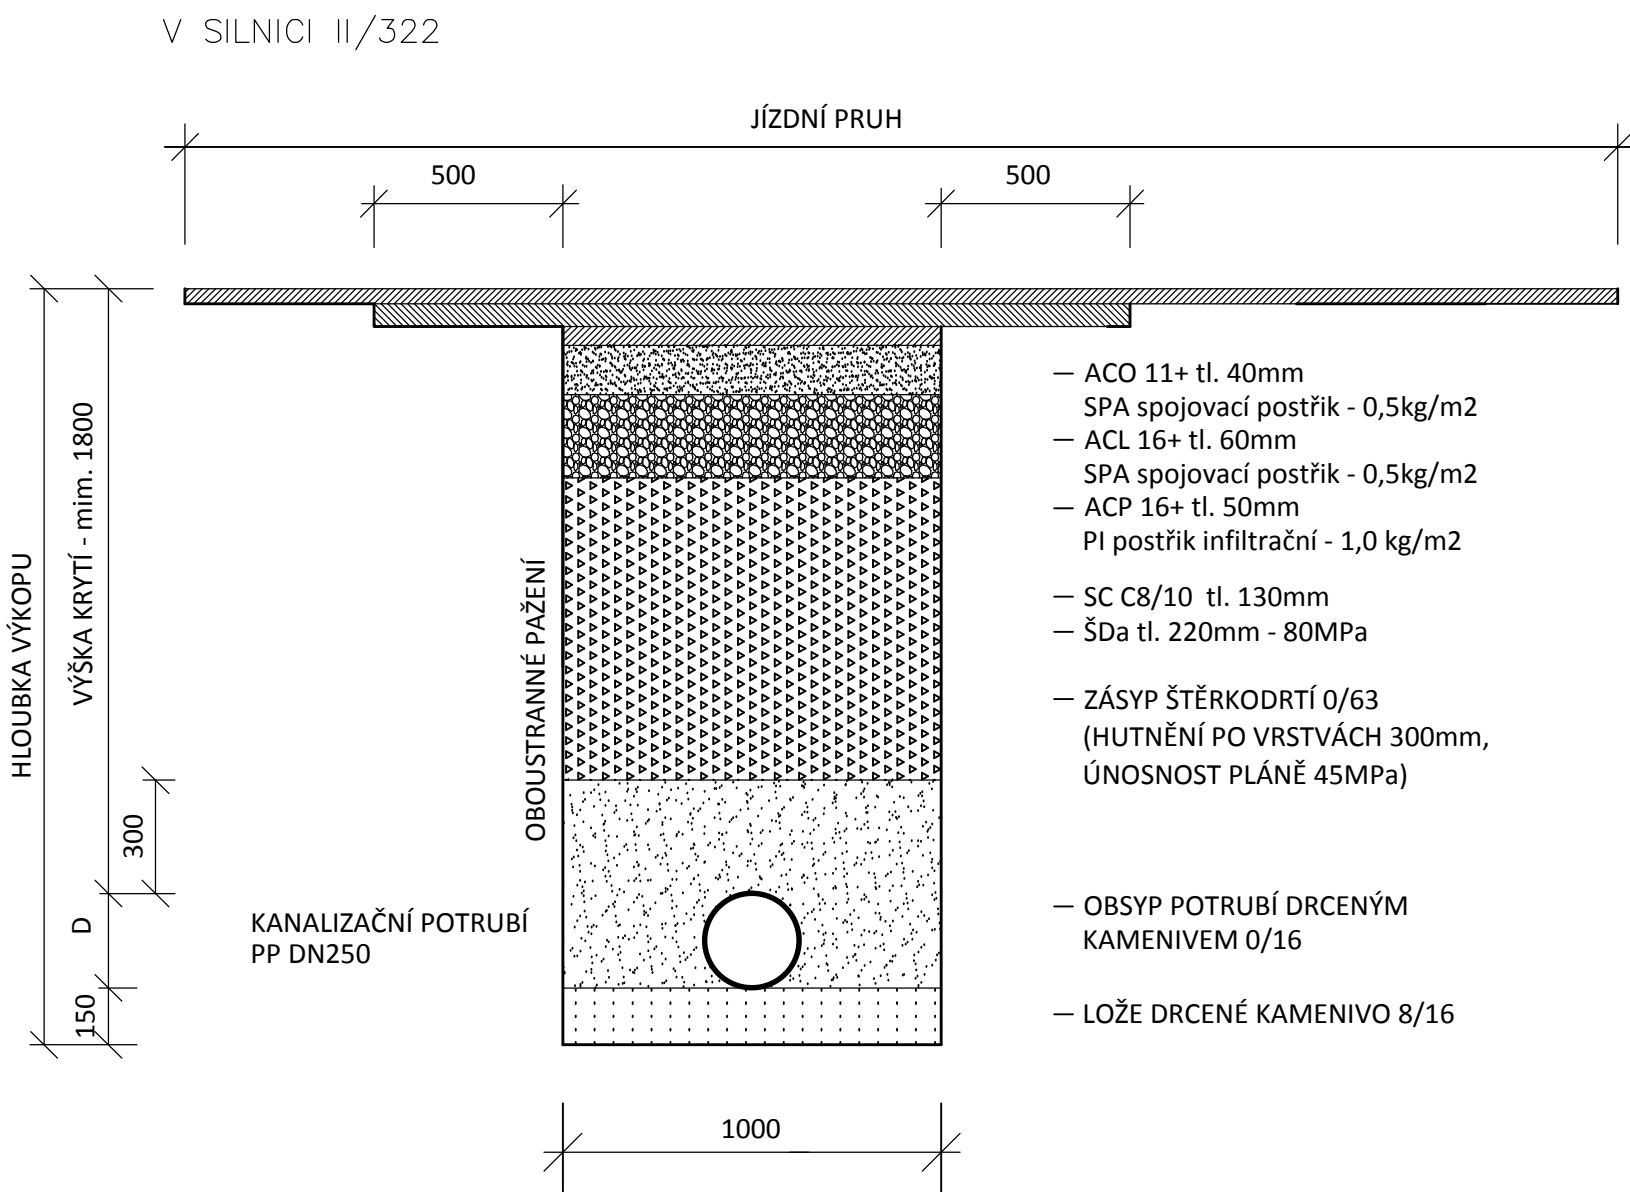 V SILNICI II/322
JÍZDNÍ PRUH
500
500
HLOUBKA VÝKOPU
VÝŠKA KRYTÍ - mim. 1800
300
D
150
OBOUSTRANNÉ PAŽENÍ
KANALIZAČNÍ POTRUBÍ
PP DN250
— ACO 11+ tl. 40mm
SPA spojovací postřik - 0,5kg/m2
— ACL 16+ tl. 60mm
SPA spojovací postřik - 0,5kg/m2
— ACP 16+ tl. 50mm
PI postřik infiltrační - 1,0 kg/m2
— SC C8/10 tl. 130mm
— ŠDa tl. 220mm - 80MPa
— ZÁSYP ŠTĚRKODRTÍ 0/63
(HUTNĚNÍ PO VRSTVÁCH 300mm,
ÚNOSNOST PLÁNĚ 45MPa)
— OBSYP POTRUBÍ DRCENÝM
KAMENIVEM 0/16
— LOŽE DRCENÉ KAMENIVO 8/16
1000